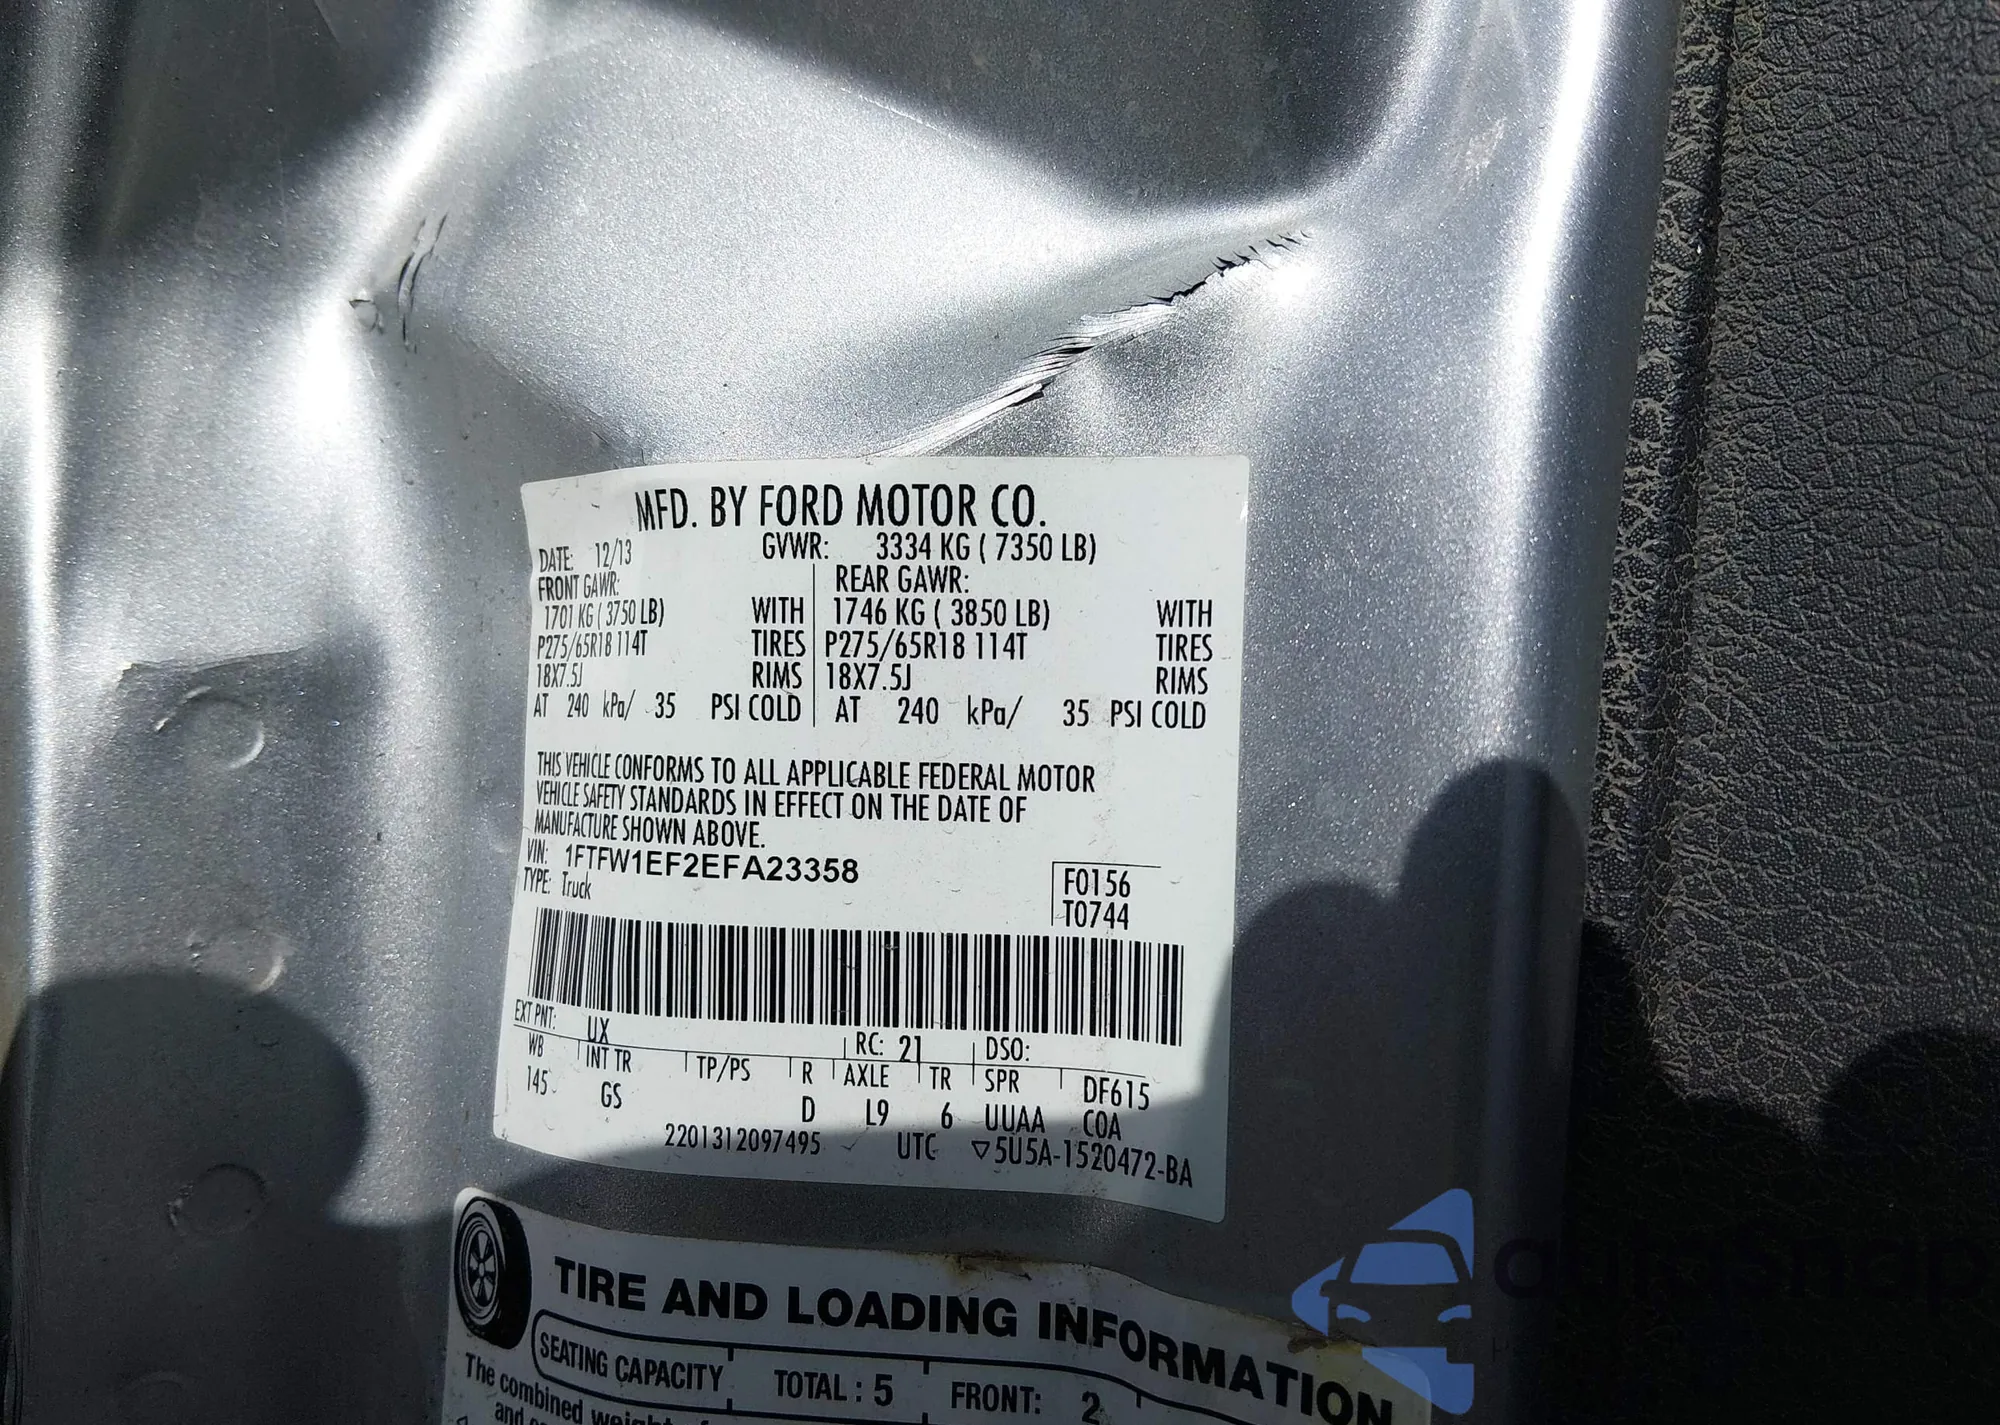 MFD. BY FORD MOTOR CO.
DATE: 12/13 GVWR: 3334 KG ( 7350 LB)
FRONT GAWR: REAR GAWR:
1701 KG ( 3750 LB) WITH 1746 KG ( 3850 LB) WITH
P275/65R18 114T TIRES P275/65R18 114T TIRES
18X7.5J RIMS 18X7.5J RIMS
AT 240 kPa/ 35 PSI COLD AT 240 kPa/ 35 PSI COLD
THIS VEHICLE CONFORMS TO ALL APPLICABLE FEDERAL MOTOR
VEHICLE SAFETY STANDARDS IN EFFECT ON THE DATE OF
MANUFACTURE SHOWN ABOVE.
VIN: 1FTFW1EF2EFA23358
TYPE: Truck
F0156
T0744
EXT PNT: UX RC: 21 DSO:
WB INT TR TP/PS R AXLE TR SPR DF615
145 GS D L9 6 UUAA COA
2201312097495 UTC ▽5U5A-1520472-BA
TIRE AND LOADING INFORMATION
SEATING CAPACITY TOTAL : 5 FRONT: 2
The combined
and